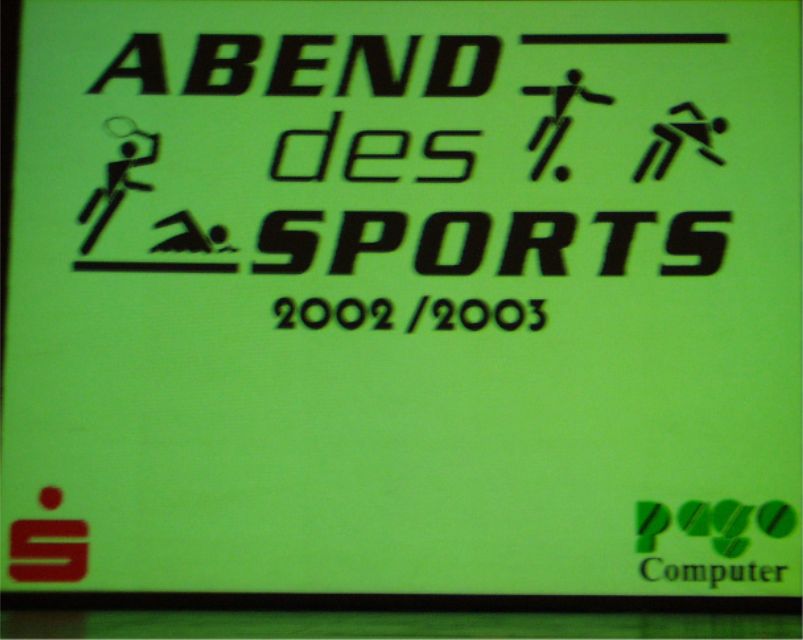 ABEND
des
SPORTS
2002/2003
pago
Computer